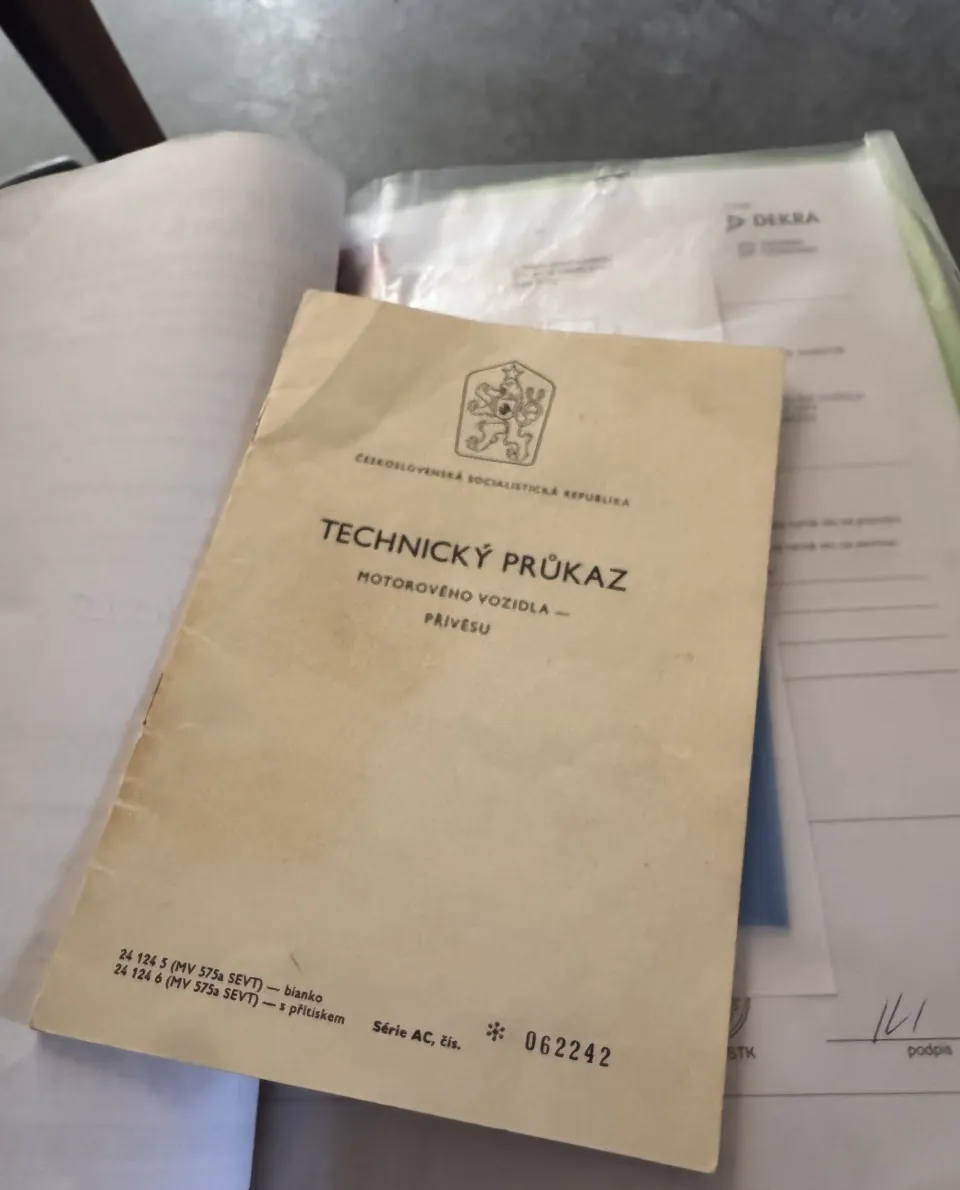 DEKRA
ČESKOSLOVENSKÁ SOCIALISTICKÁ REPUBLIKA
TECHNICKÝ PRŮKAZ
MOTOROVÉHO VOZIDLA —
PŘÍVĚSU
24 124 5 (MV 575a SEVT) — bianko
24 124 6 (MV 575a SEVT) — s přítiskem
Série AC, čís. ✻ 062242
STK
podpis